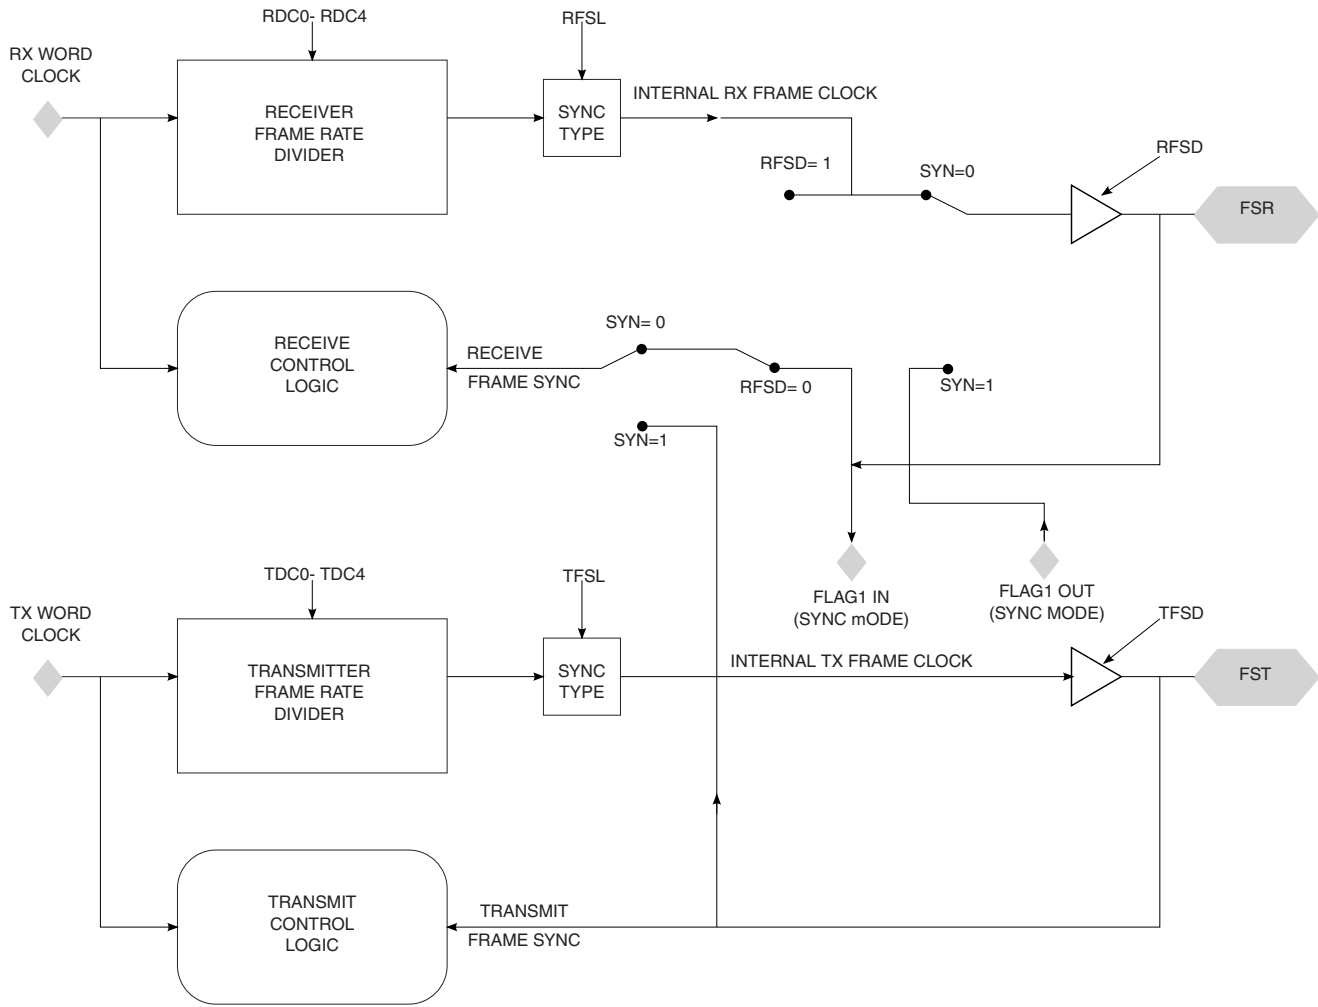 RDC0- RDC4
RFSL
RX WORD
CLOCK
RECEIVER
FRAME RATE
DIVIDER
SYNC
TYPE
INTERNAL RX FRAME CLOCK
RFSD= 1
SYN=0
RFSD
FSR
RECEIVE
CONTROL
LOGIC
RECEIVE
FRAME SYNC
SYN= 0
RFSD= 0
SYN=1
SYN=1
FLAG1 IN
(SYNC mODE)
FLAG1 OUT
(SYNC MODE)
TDC0- TDC4
TFSL
TX WORD
CLOCK
TRANSMITTER
FRAME RATE
DIVIDER
SYNC
TYPE
INTERNAL TX FRAME CLOCK
TFSD
FST
TRANSMIT
CONTROL
LOGIC
TRANSMIT
FRAME SYNC